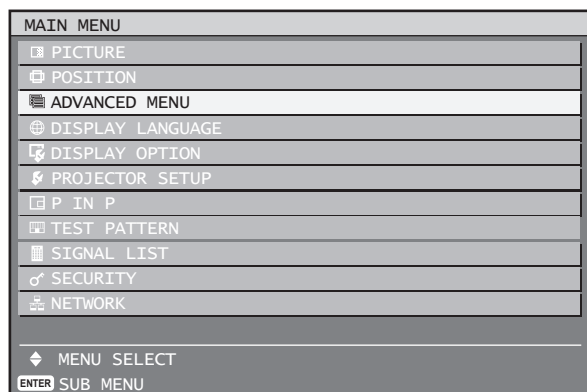 MAIN MENU
PICTURE
POSITION
ADVANCED MENU
DISPLAY LANGUAGE
DISPLAY OPTION
PROJECTOR SETUP
P IN P
TEST PATTERN
SIGNAL LIST
SECURITY
NETWORK
MENU SELECT
ENTER SUB MENU